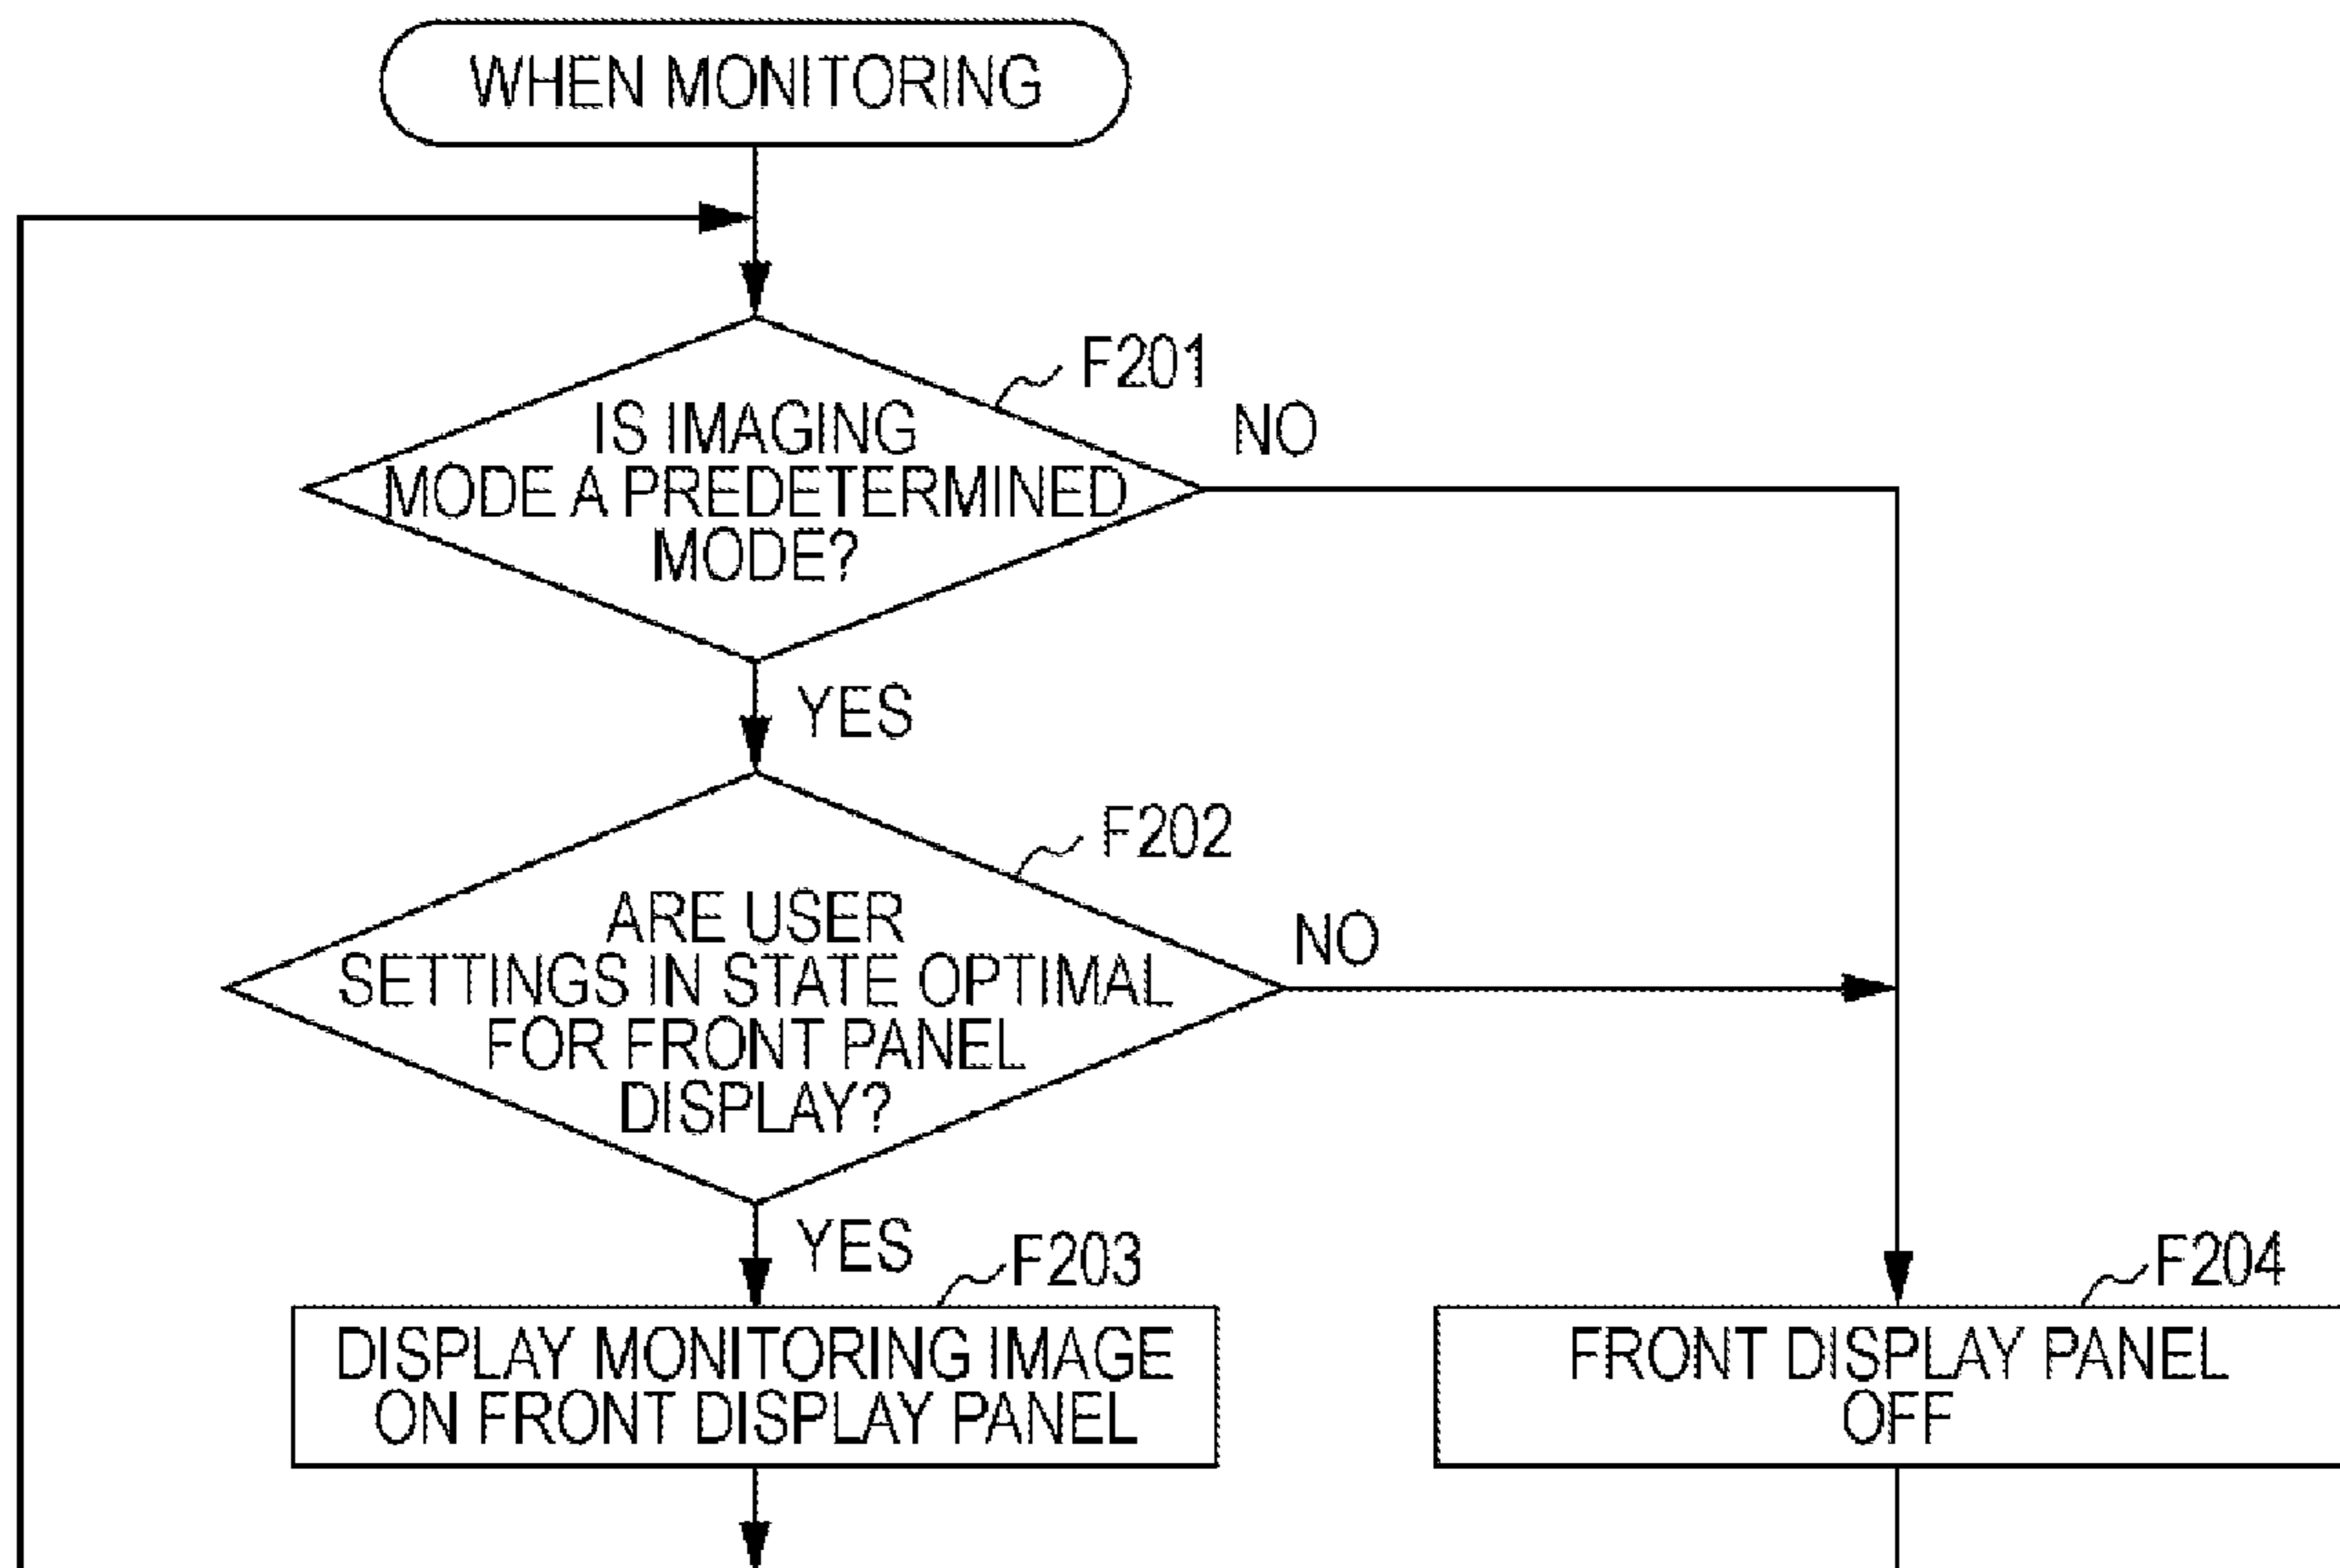 WHEN MONITORING
F201
IS IMAGING
MODE A PREDETERMINED
MODE?
NO
YES
F202
ARE USER
SETTINGS IN STATE OPTIMAL
FOR FRONT PANEL
DISPLAY?
NO
YES
F203
DISPLAY MONITORING IMAGE
ON FRONT DISPLAY PANEL
F204
FRONT DISPLAY PANEL
OFF